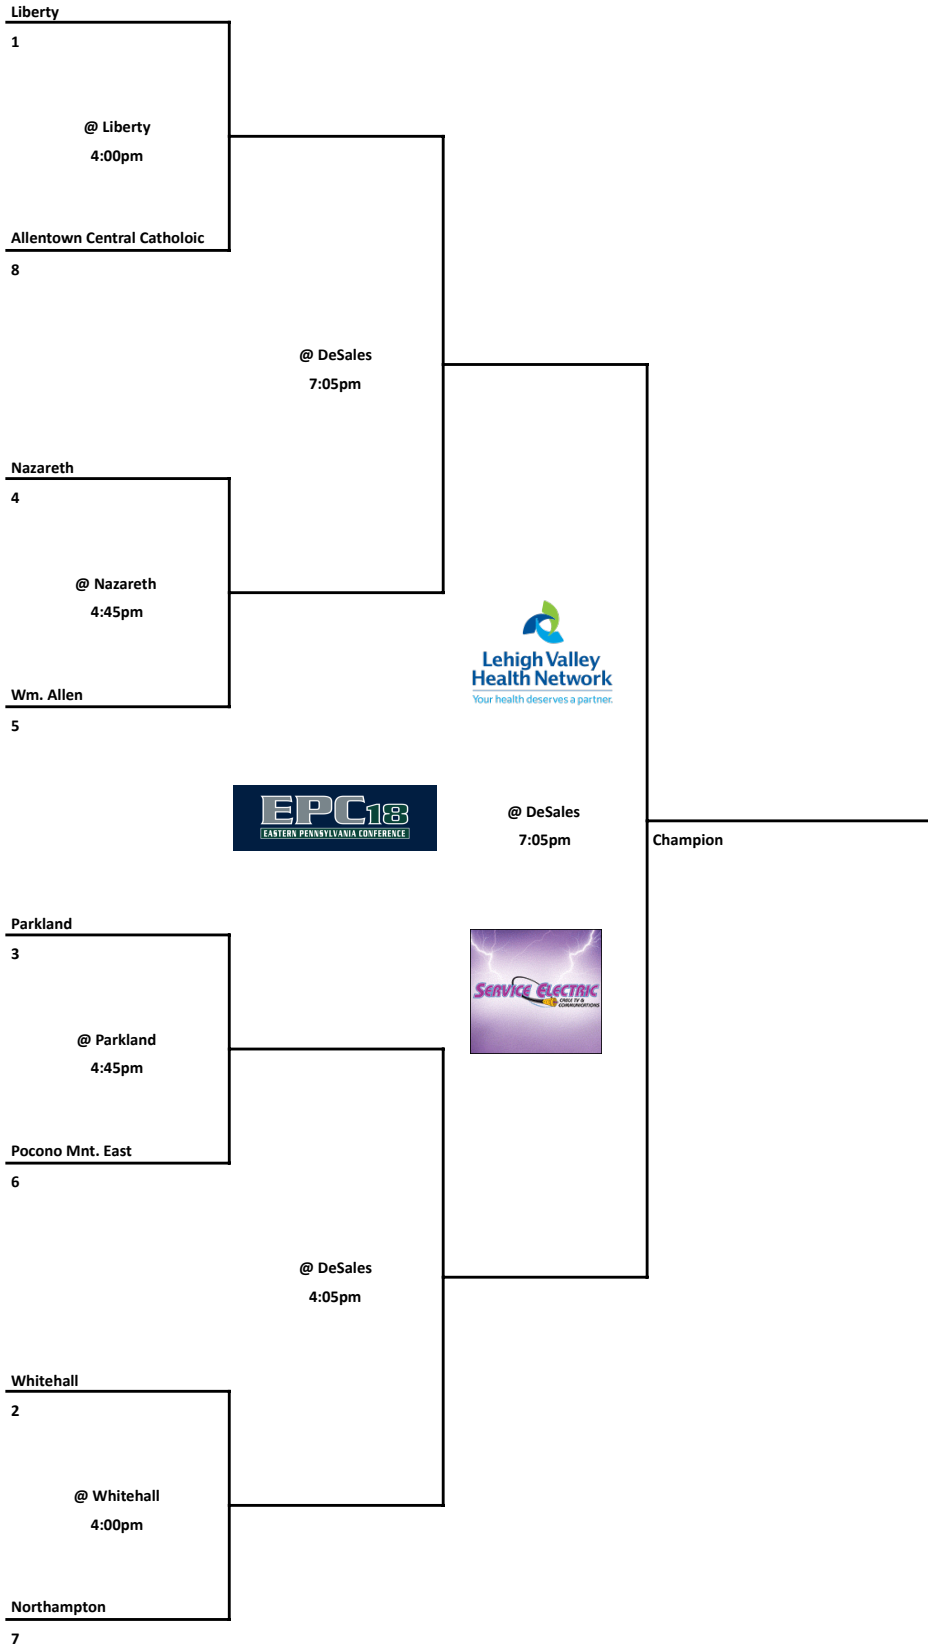 Liberty
1
@ Liberty
4:00pm
Allentown Central Catholoic
8
@ DeSales
7:05pm
Nazareth
4
@ Nazareth
4:45pm
Wm. Allen
5
Lehigh Valley
Health Network
Your health deserves a partner.
EPC18
EASTERN PENNSYLVANIA CONFERENCE
@ DeSales
7:05pm
Champion
Parkland
3
@ Parkland
4:45pm
Pocono Mnt. East
6
SERVICE ELECTRIC
CABLE TV &
COMMUNICATIONS
@ DeSales
4:05pm
Whitehall
2
@ Whitehall
4:00pm
Northampton
7